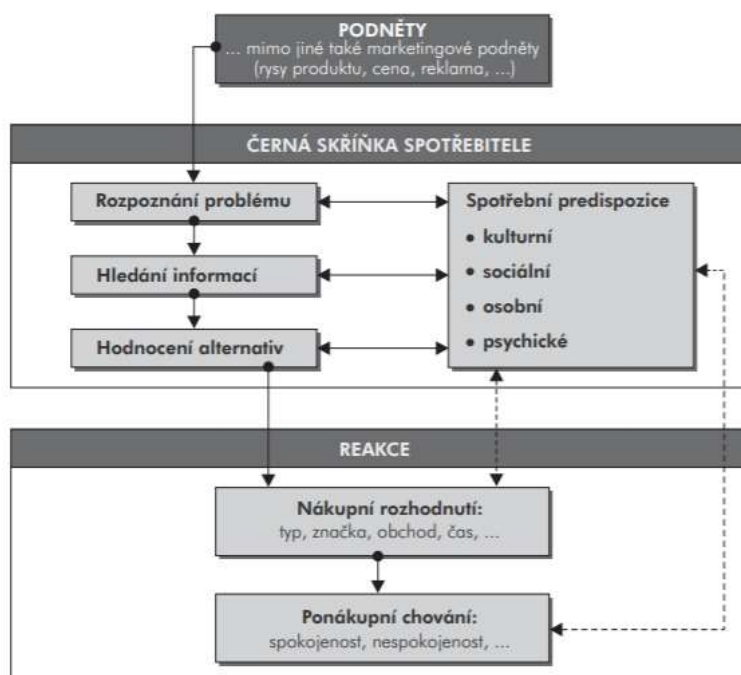 PODNĚTY
... mimo jiné také marketingové podněty
(rysy produktu, cena, reklama, ...)
ČERNÁ SKŘÍŇKA SPOTŘEBITELE
Rozpoznání problému
Hledání informací
Hodnocení alternativ
Spotřební predispozice
• kulturní
• sociální
• osobní
• psychické
REAKCE
Nákupní rozhodnutí:
typ, značka, obchod, čas, ...
Ponákupní chování:
spokojenost, nespokojenost, ...